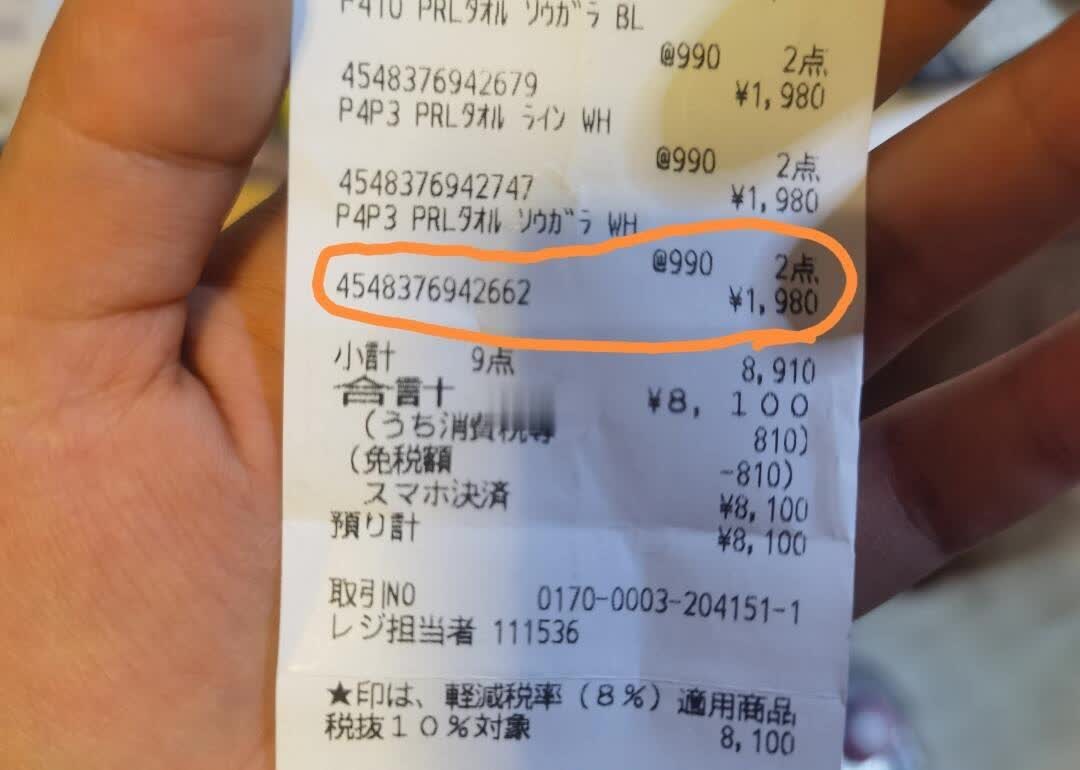 P410 PRLタオル ソウガラ BL
@990 2点
4548376942679 ¥1,980
P4P3 PRLタオル ライン WH
@990 2点
4548376942747 ¥1,980
P4P3 PRLタオル ソウガラ WH
@990 2点
4548376942662 ¥1,980
小計 9点 8,910
合計 ¥8,100
(うち消費税等 810)
(免税額 -810)
スマホ決済 ¥8,100
預り計 ¥8,100
取引NO 0170-0003-204151-1
レジ担当者 111536
★印は、軽減税率(8%)適用商品
税抜10%対象 8,100